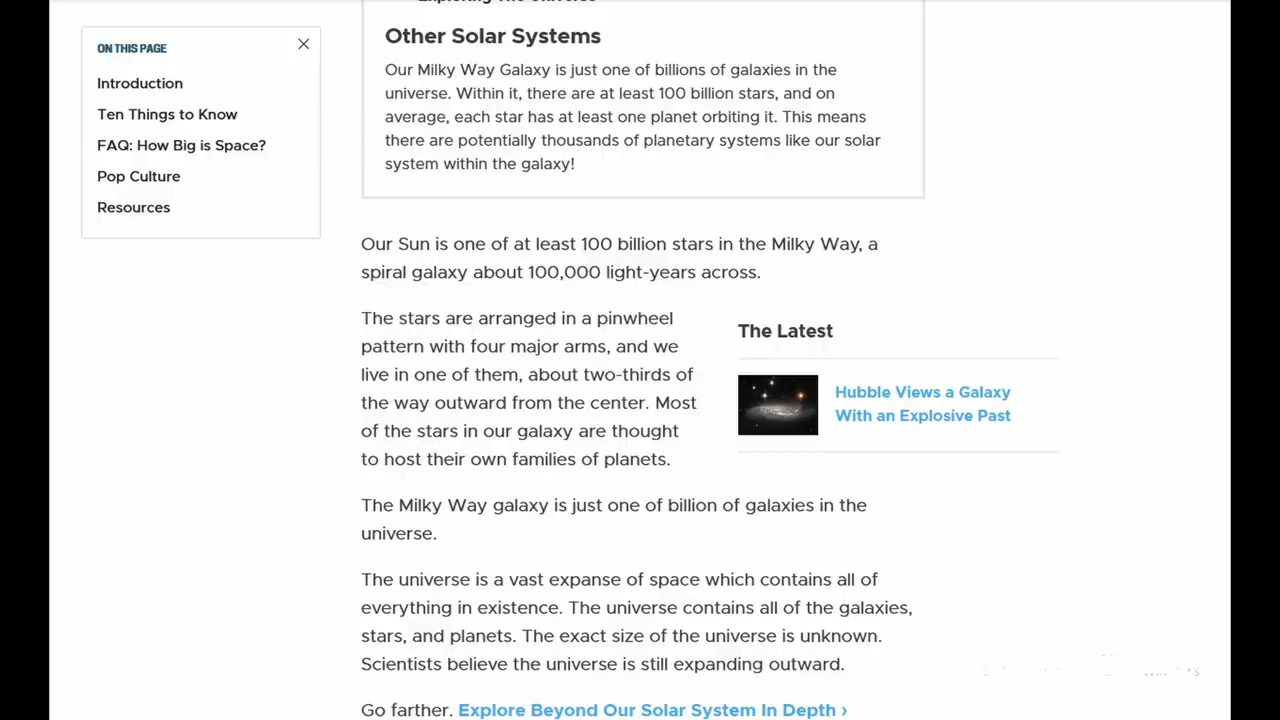 ON THIS PAGE
Introduction
Ten Things to Know
FAQ: How Big is Space?
Pop Culture
Resources
Other Solar Systems
Our Milky Way Galaxy is just one of billions of galaxies in the
universe. Within it, there are at least 100 billion stars, and on
average, each star has at least one planet orbiting it. This means
there are potentially thousands of planetary systems like our solar
system within the galaxy!
Our Sun is one of at least 100 billion stars in the Milky Way, a
spiral galaxy about 100,000 light-years across.
The stars are arranged in a pinwheel
pattern with four major arms, and we
live in one of them, about two-thirds of
the way outward from the center. Most
of the stars in our galaxy are thought
to host their own families of planets.
The Latest
Hubble Views a Galaxy
With an Explosive Past
The Milky Way galaxy is just one of billion of galaxies in the
universe.
The universe is a vast expanse of space which contains all of
everything in existence. The universe contains all of the galaxies,
stars, and planets. The exact size of the universe is unknown.
Scientists believe the universe is still expanding outward.
Go farther. Explore Beyond Our Solar System In Depth ›